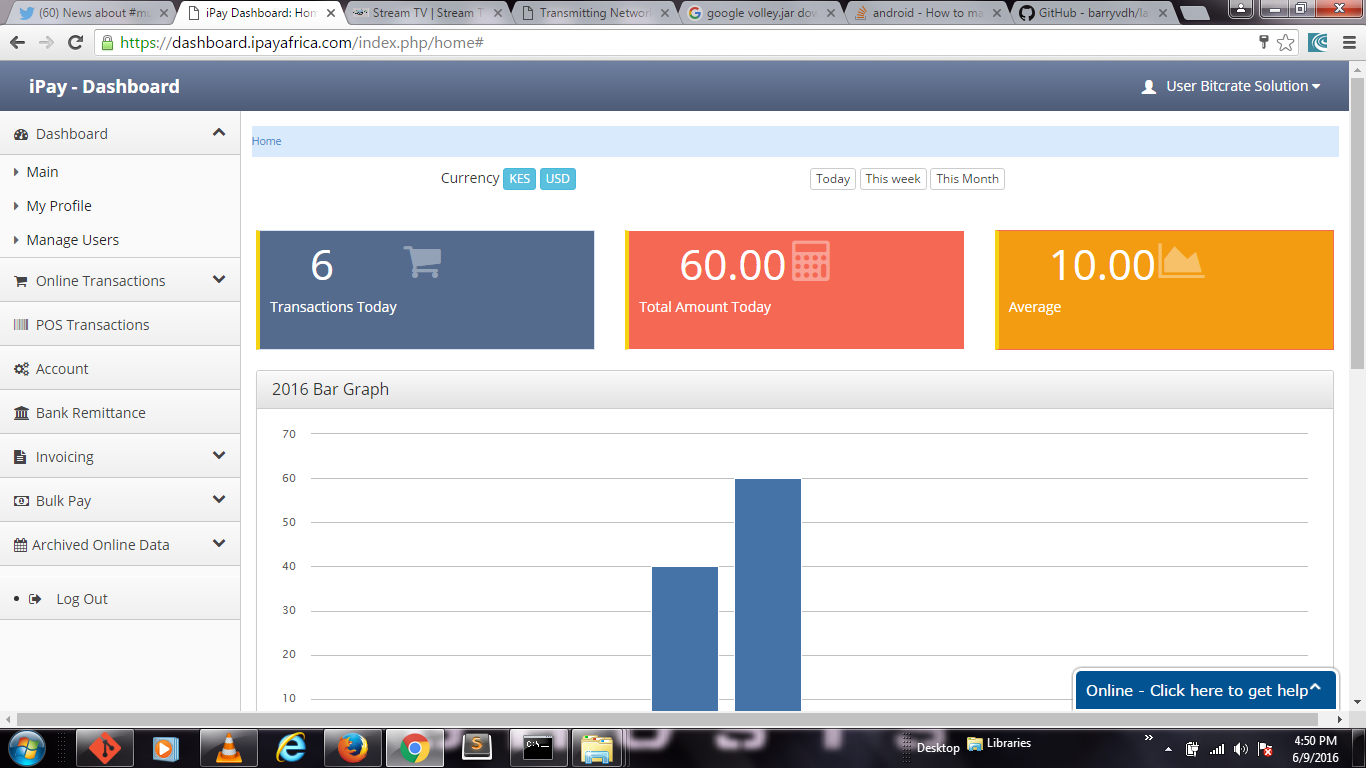 (60) News about #mu
iPay Dashboard: Hom
Stream TV | Stream T
Transmitting Network
google volley.jar dow
android - How to ma
GitHub - barryvdh/la
https://dashboard.ipayafrica.com/index.php/home#
iPay - Dashboard
User Bitcrate Solution
Dashboard
Main
My Profile
Manage Users
Online Transactions
POS Transactions
Account
Bank Remittance
Invoicing
Bulk Pay
Archived Online Data
Log Out
Home
Currency KES USD
Today This week This Month
6
Transactions Today
60.00
Total Amount Today
10.00
Average
2016 Bar Graph
70
60
50
40
30
20
10
Online - Click here to get help
Desktop
Libraries
4:50 PM
6/9/2016